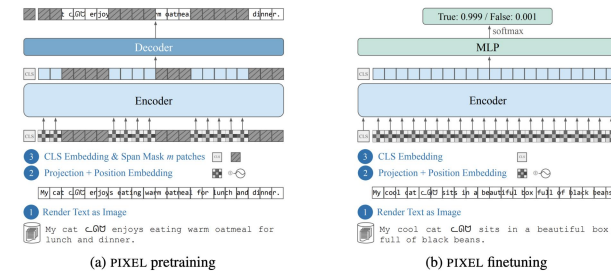 t ᓚᘏᗢ enjoy
m oatmea
dinner.
Decoder
CLS
Encoder
CLS
3 CLS Embedding & Span Mask m patches
2 Projection + Position Embedding
My cat ᓚᘏᗢ enjoys eating warm oatmeal for lunch and dinner.
1 Render Text as Image
My cat ᓚᘏᗢ enjoys eating warm oatmeal for
lunch and dinner.
(a) PIXEL pretraining
True: 0.999 / False: 0.001
softmax
MLP
CLS
Encoder
CLS
3 CLS Embedding
2 Projection + Position Embedding
My cool cat ᓚᘏᗢ sits in a beautiful box full of black beans
1 Render Text as Image
My cool cat ᓚᘏᗢ sits in a beautiful box
full of black beans.
(b) PIXEL finetuning